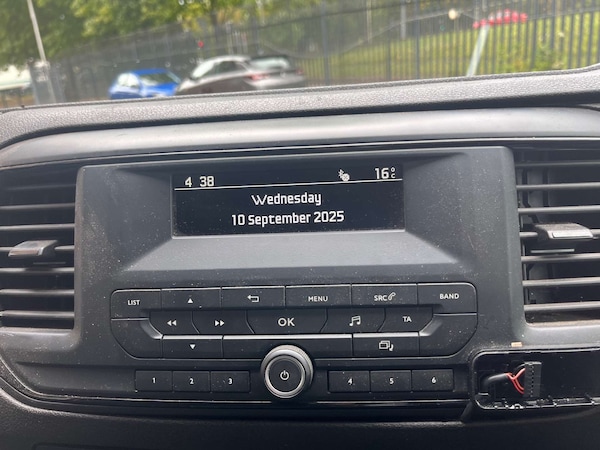 4 38 16°C
Wednesday
10 September 2025
LIST MENU SRC BAND
OK TA
1 2 3 4 5 6